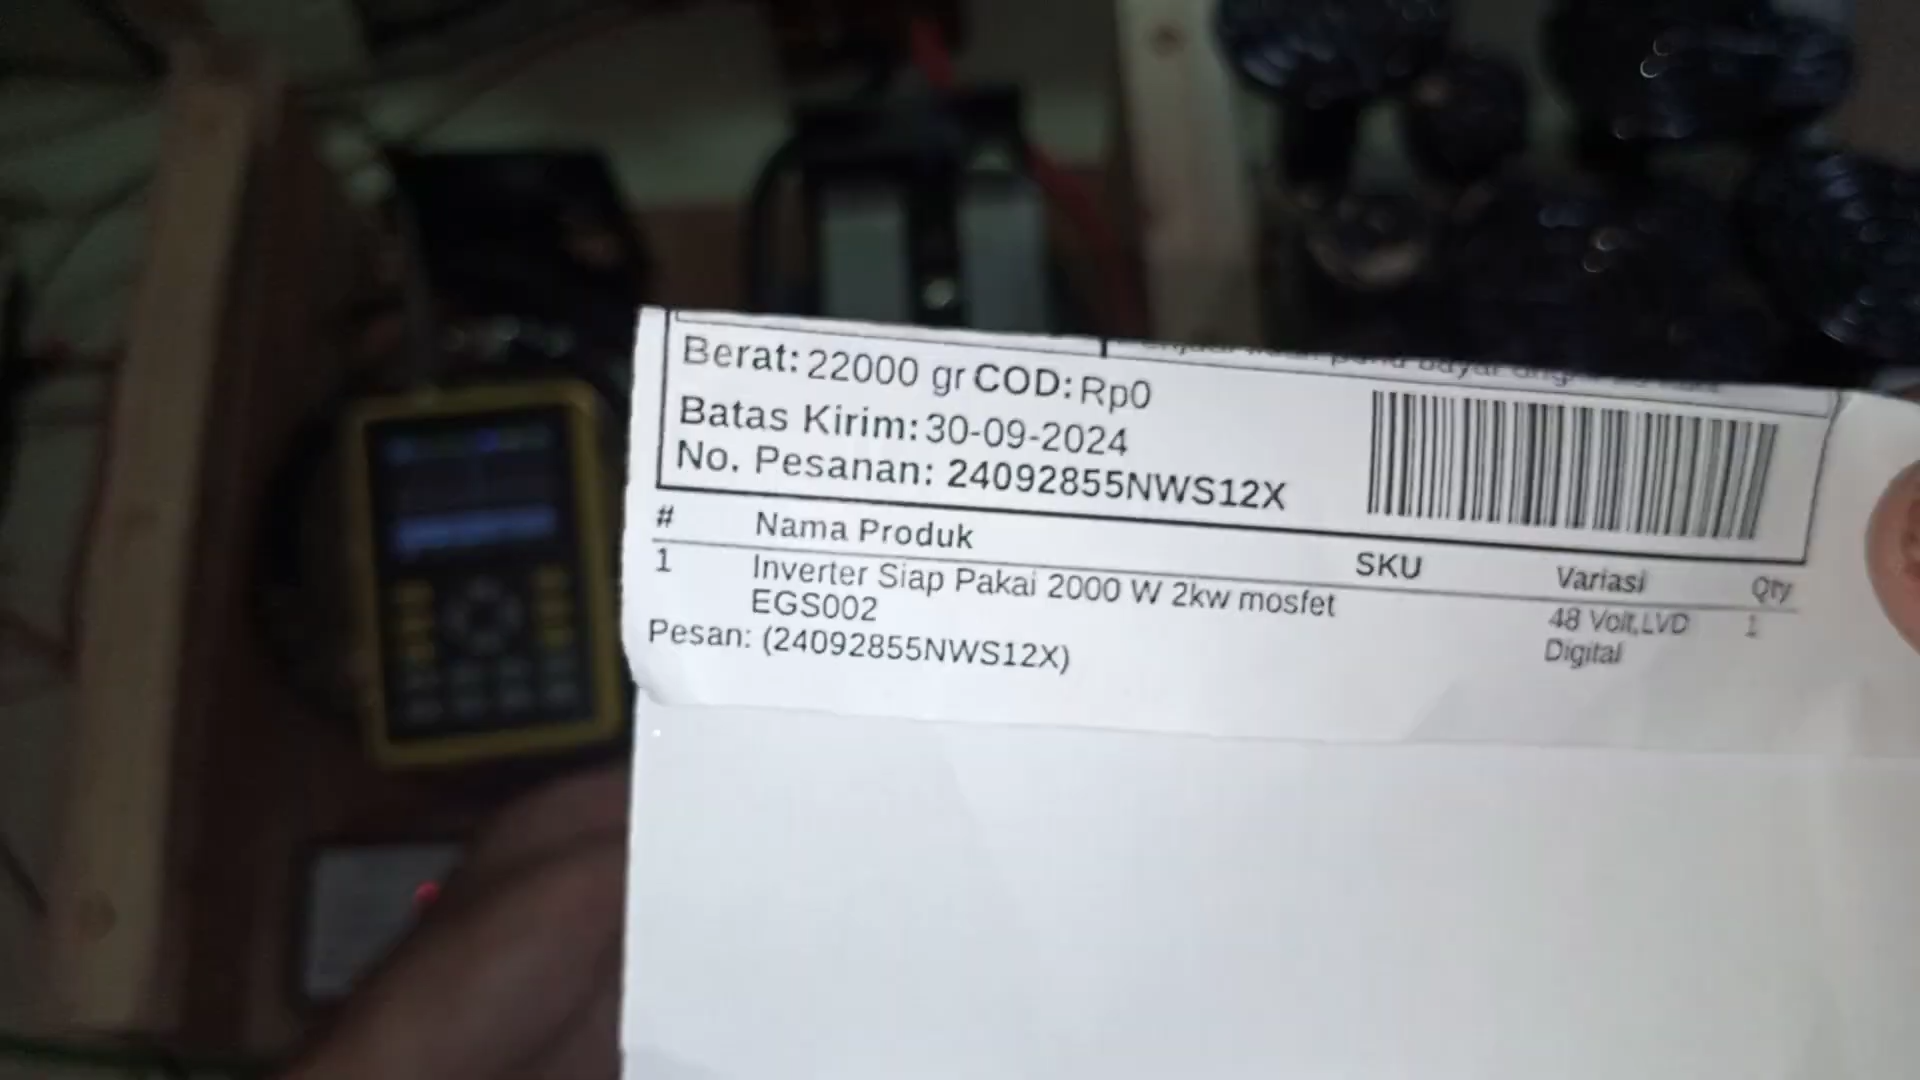 Berat: 22000 gr COD: Rp0
Batas Kirim: 30-09-2024
No. Pesanan: 24092855NWS12X
# Nama Produk SKU Variasi Qty
1 Inverter Siap Pakai 2000 W 2kw mosfet 48 Volt,LVD 1
EGS002 Digital
Pesan: (24092855NWS12X)